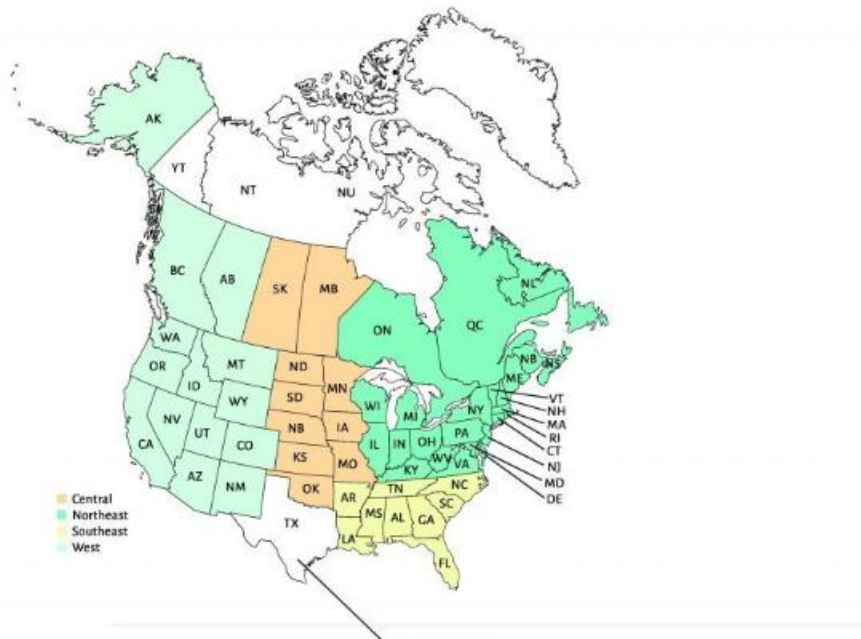 AK
YT
NT
NU
BC
AB
SK
MB
ON
QC
NL
NB
NS
ME
WA
OR
ID
MT
WY
NV
UT
CO
CA
AZ
NM
ND
SD
NB
KS
OK
MN
IA
MO
WI
MI
IL
IN
OH
KY
WV
VA
PA
NY
VT
NH
MA
RI
CT
NJ
MD
DE
AR
TN
NC
SC
MS
AL
GA
LA
FL
TX
Central
Northeast
Southeast
West